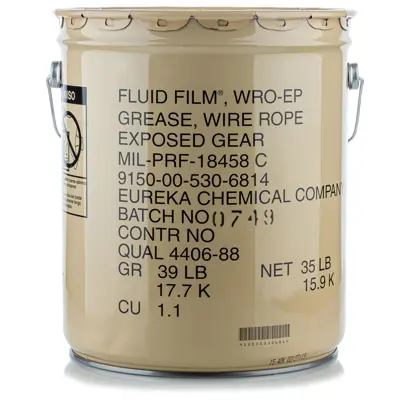 FLUID FILM®, WRO-EP
GREASE, WIRE ROPE
EXPOSED GEAR
MIL-PRF-18458 C
9150-00-530-6814
EUREKA CHEMICAL COMPANY
BATCH NO 0749
CONTR NO
QUAL 4406-88
GR 39 LB NET 35 LB
17.7 K 15.9 K
CU 1.1